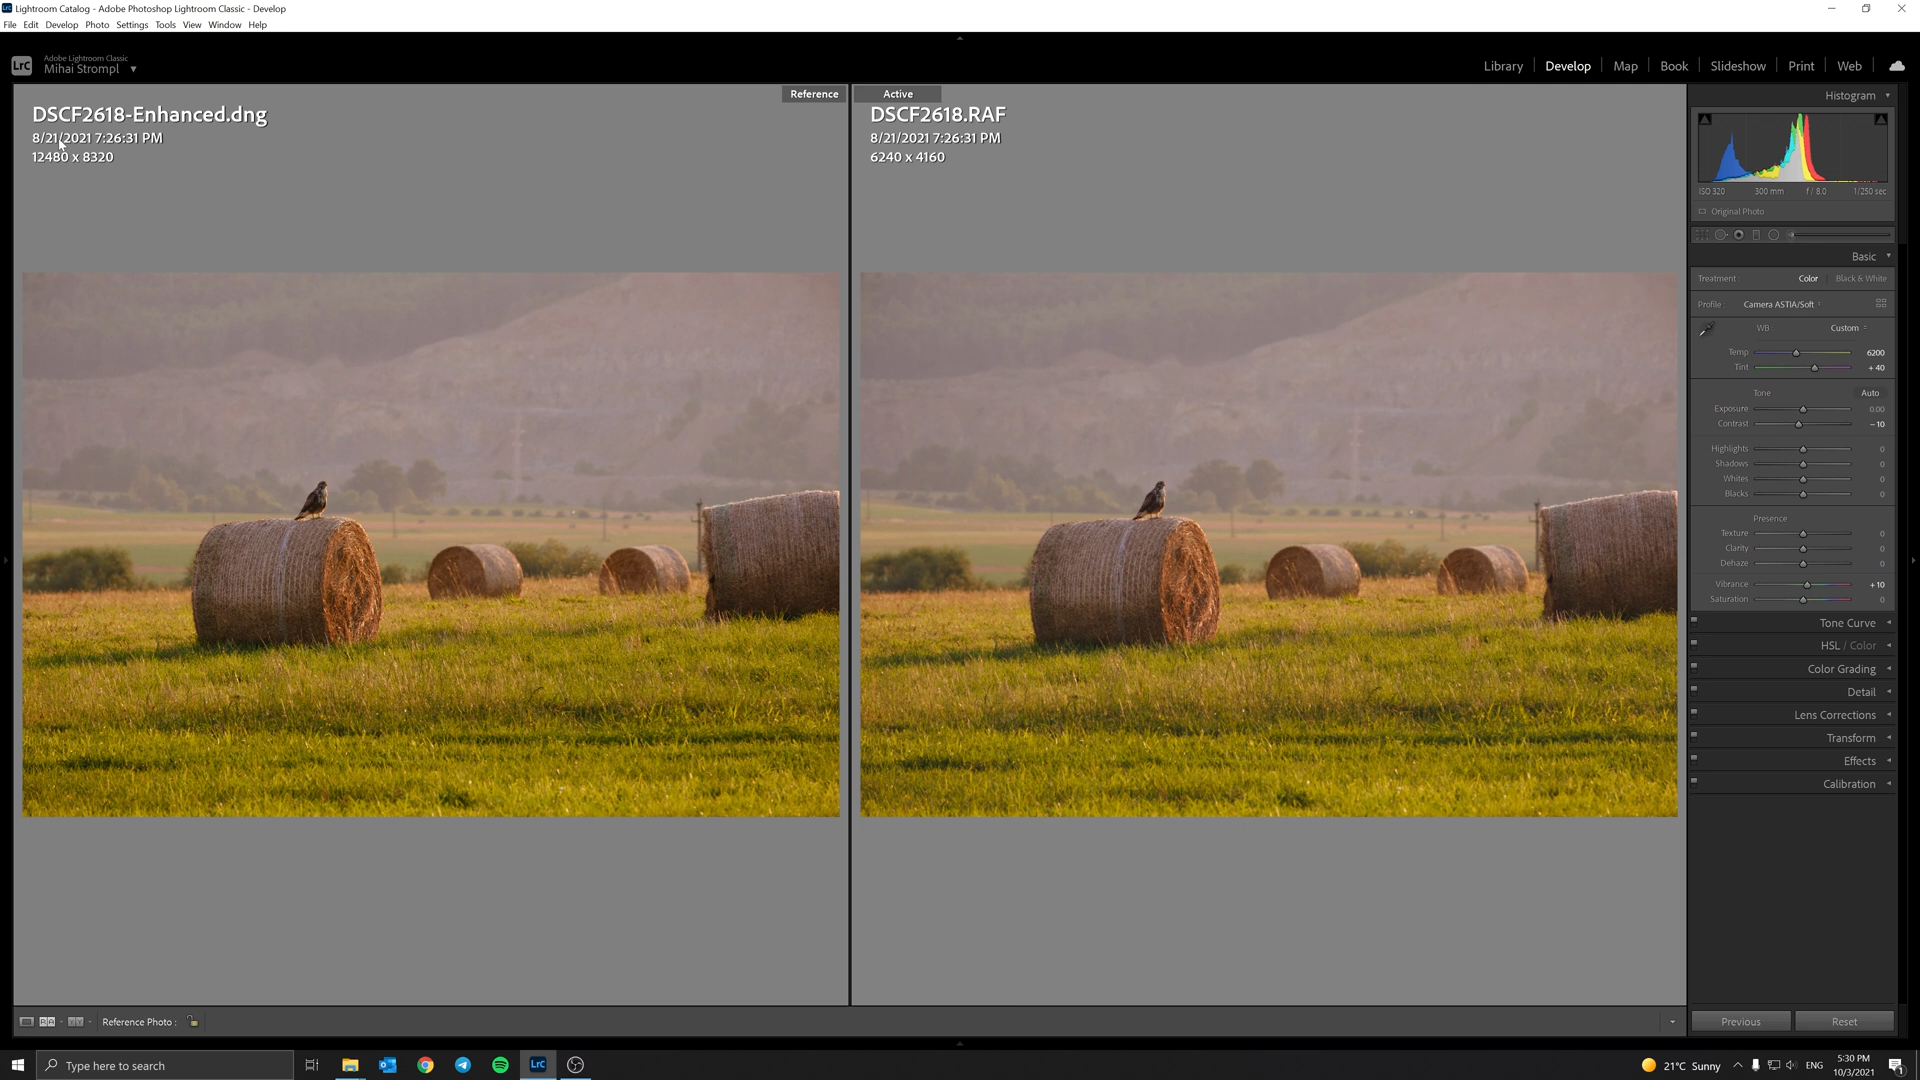 Lightroom Catalog - Adobe Photoshop Lightroom Classic - Develop
File Edit Develop Photo Settings Tools View Window Help
LrC
Adobe Lightroom Classic
Mihai Strompl
Library Develop Map Book Slideshow Print Web
Reference
DSCF2618-Enhanced.dng
8/21/2021 7:26:31 PM
12480 x 8320
Active
DSCF2618.RAF
8/21/2021 7:26:31 PM
6240 x 4160
Histogram
ISO 320 300 mm f / 8.0 1/250 sec
Original Photo
Basic
Treatment : Color Black & White
Profile : Camera ASTIA/Soft
WB : Custom
Temp 6200
Tint + 40
Tone Auto
Exposure 0.00
Contrast – 10
Highlights 0
Shadows 0
Whites 0
Blacks 0
Presence
Texture 0
Clarity 0
Dehaze 0
Vibrance + 10
Saturation 0
Tone Curve
HSL / Color
Color Grading
Detail
Lens Corrections
Transform
Effects
Calibration
Reference Photo :
Previous Reset
Type here to search
LrC
21°C Sunny
ENG
5:30 PM
10/3/2021
1